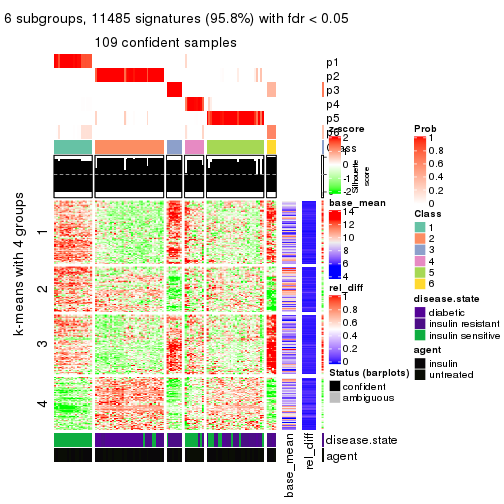 6 subgroups, 11485 signatures (95.8%) with fdr < 0.05
109 confident samples
p1
p2
p3
p4
p5
Class
Silhouette
score
k-means with 4 groups
1
2
3
4
base_mean
rel_diff
disease.state
agent
z-score
2
1
0
-1
-2
base_mean
14
12
10
8
6
4
rel_diff
1
0.8
0.6
0.4
0.2
0
Status (barplots)
confident
ambiguous
Prob
1
0.8
0.6
0.4
0.2
0
Class
1
2
3
4
5
6
disease.state
diabetic
insulin resistant
insulin sensitive
agent
insulin
untreated